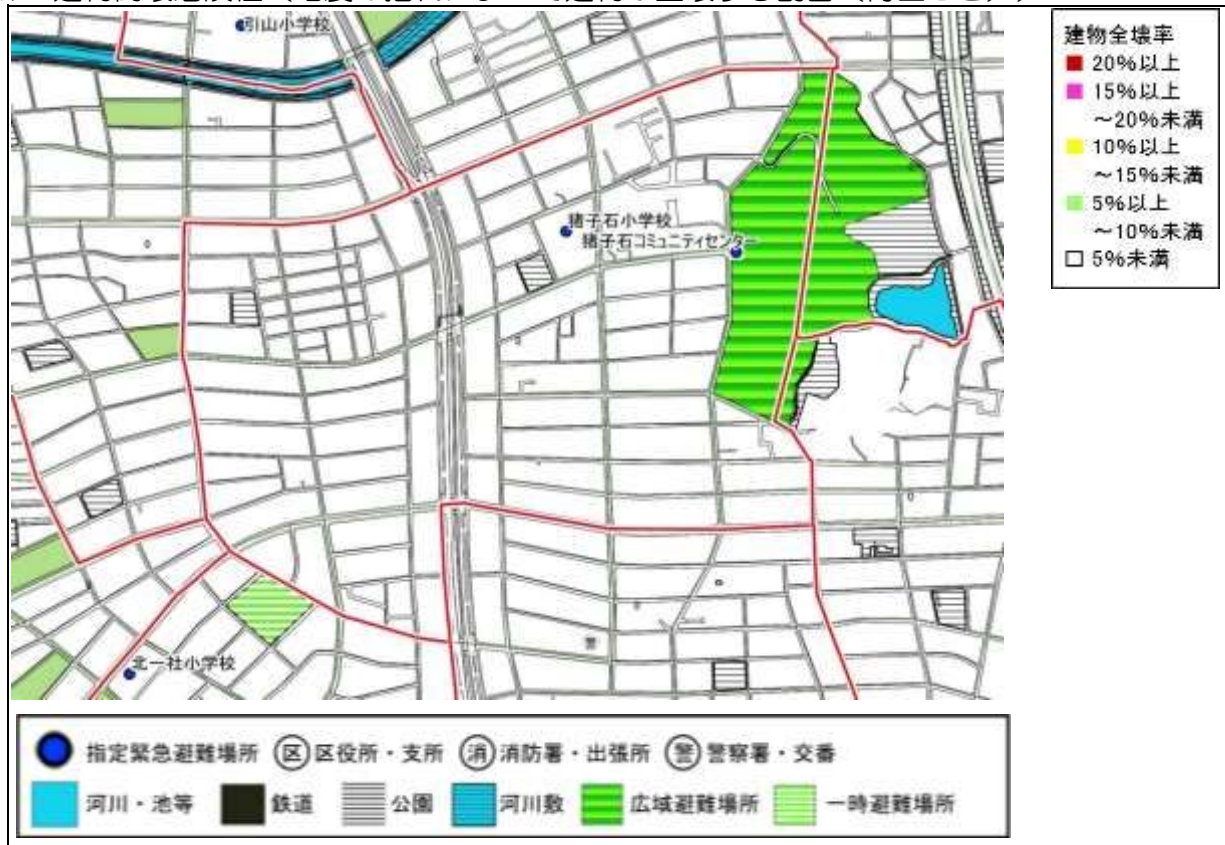 引山小学校
猪子石小学校
猪子石コミュニティセンター
北一社小学校
警
建物全壊率
20%以上
15%以上
～20%未満
10%以上
～15%未満
5%以上
～10%未満
5%未満
指定緊急避難場所 区 区役所・支所 消 消防署・出張所 警 警察署・交番
河川・池等 鉄道 公園 河川敷 広域避難場所 一時避難場所